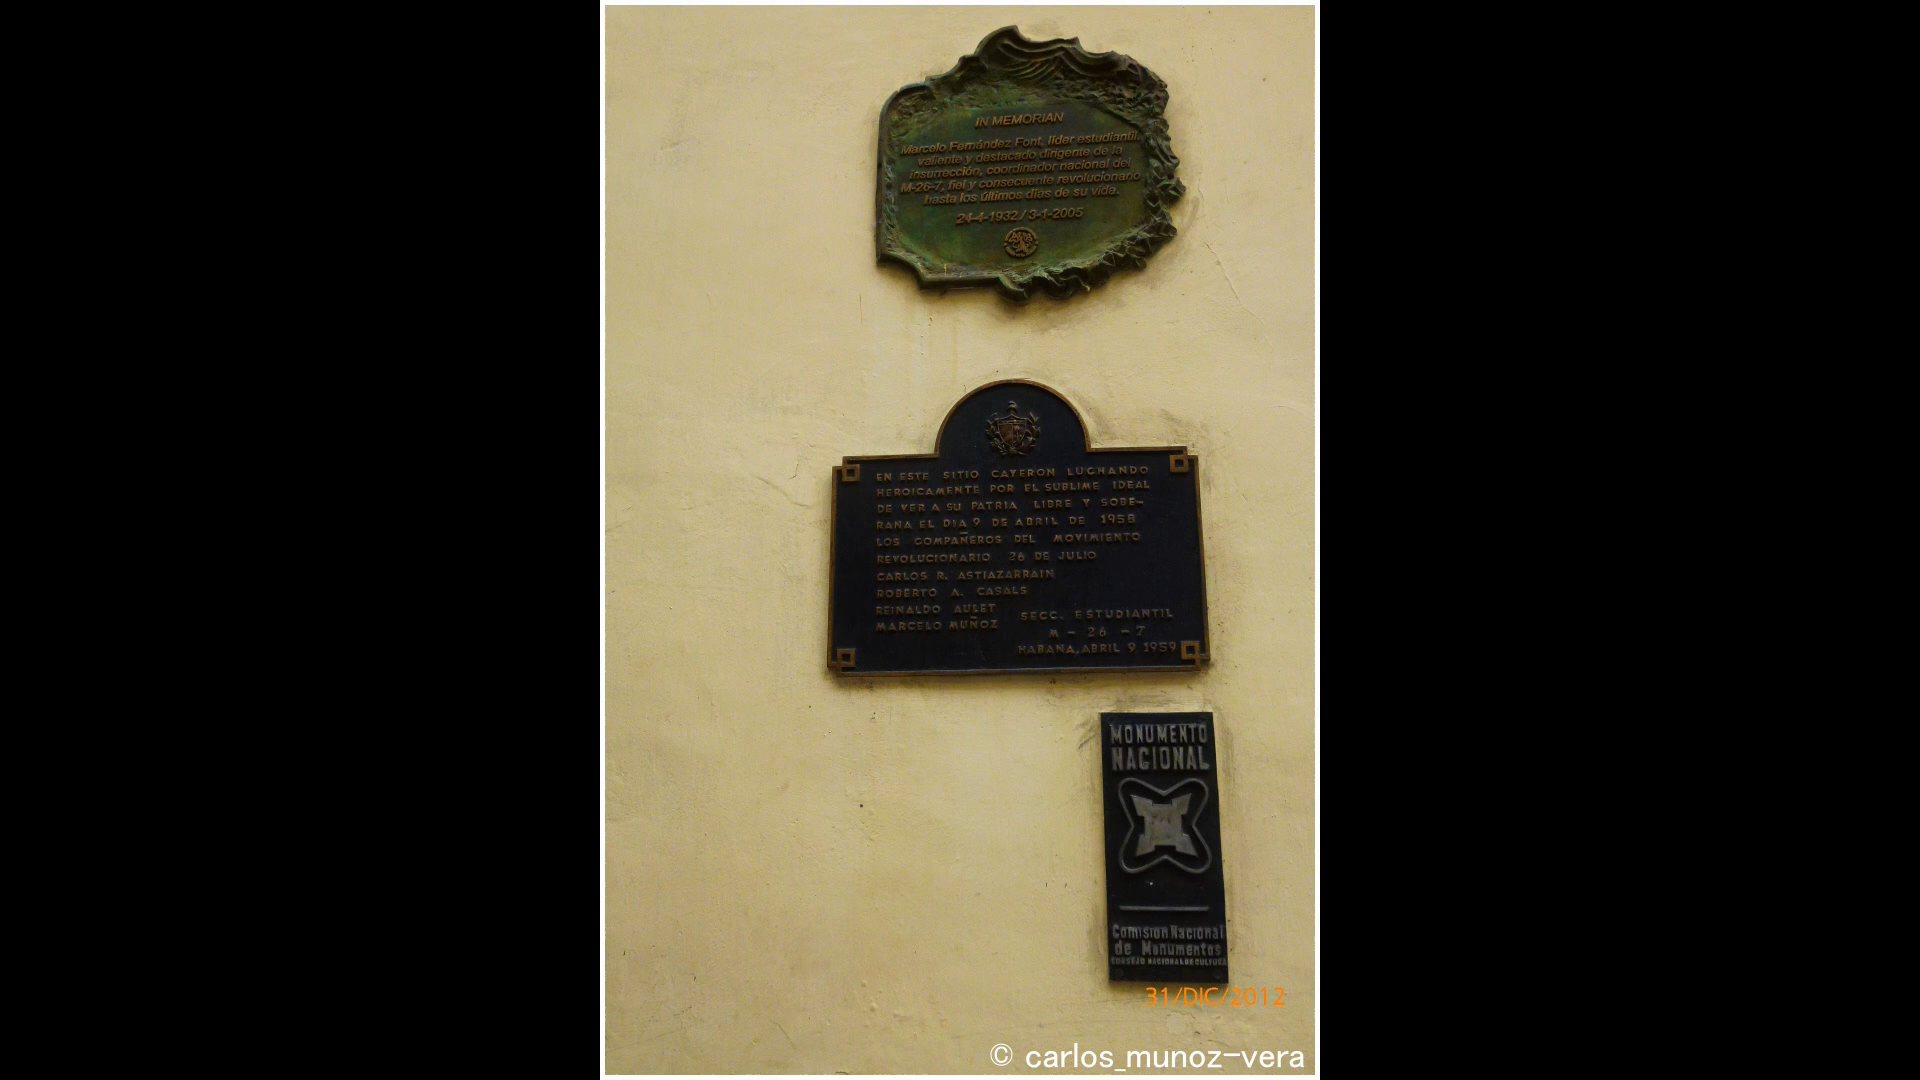 IN MEMORIAN
Marcelo Fernández Font, líder estudiantil,
valiente y destacado dirigente de la
insurrección, coordinador nacional del
M-26-7, fiel y consecuente revolucionario
hasta los últimos días de su vida.
24-4-1932 / 3-1-2005
EN ESTE SITIO CAYERON LUCHANDO
HEROICAMENTE POR EL SUBLIME IDEAL
DE VER A SU PATRIA LIBRE Y SOBE-
RANA EL DIA 9 DE ABRIL DE 1958
LOS COMPAÑEROS DEL MOVIMIENTO
REVOLUCIONARIO 26 DE JULIO
CARLOS R. ASTIAZARRAIN
ROBERTO A. CASALS
REINALDO AULET
MARCELO MUÑOZ
SECC. ESTUDIANTIL
M - 26 - 7
HABANA, ABRIL 9 1959
MONUMENTO
NACIONAL
Comision Nacional
de Monumentos
CONSEJO NACIONAL DE CULTURA
31/DIC/2012
© carlos_munoz-vera